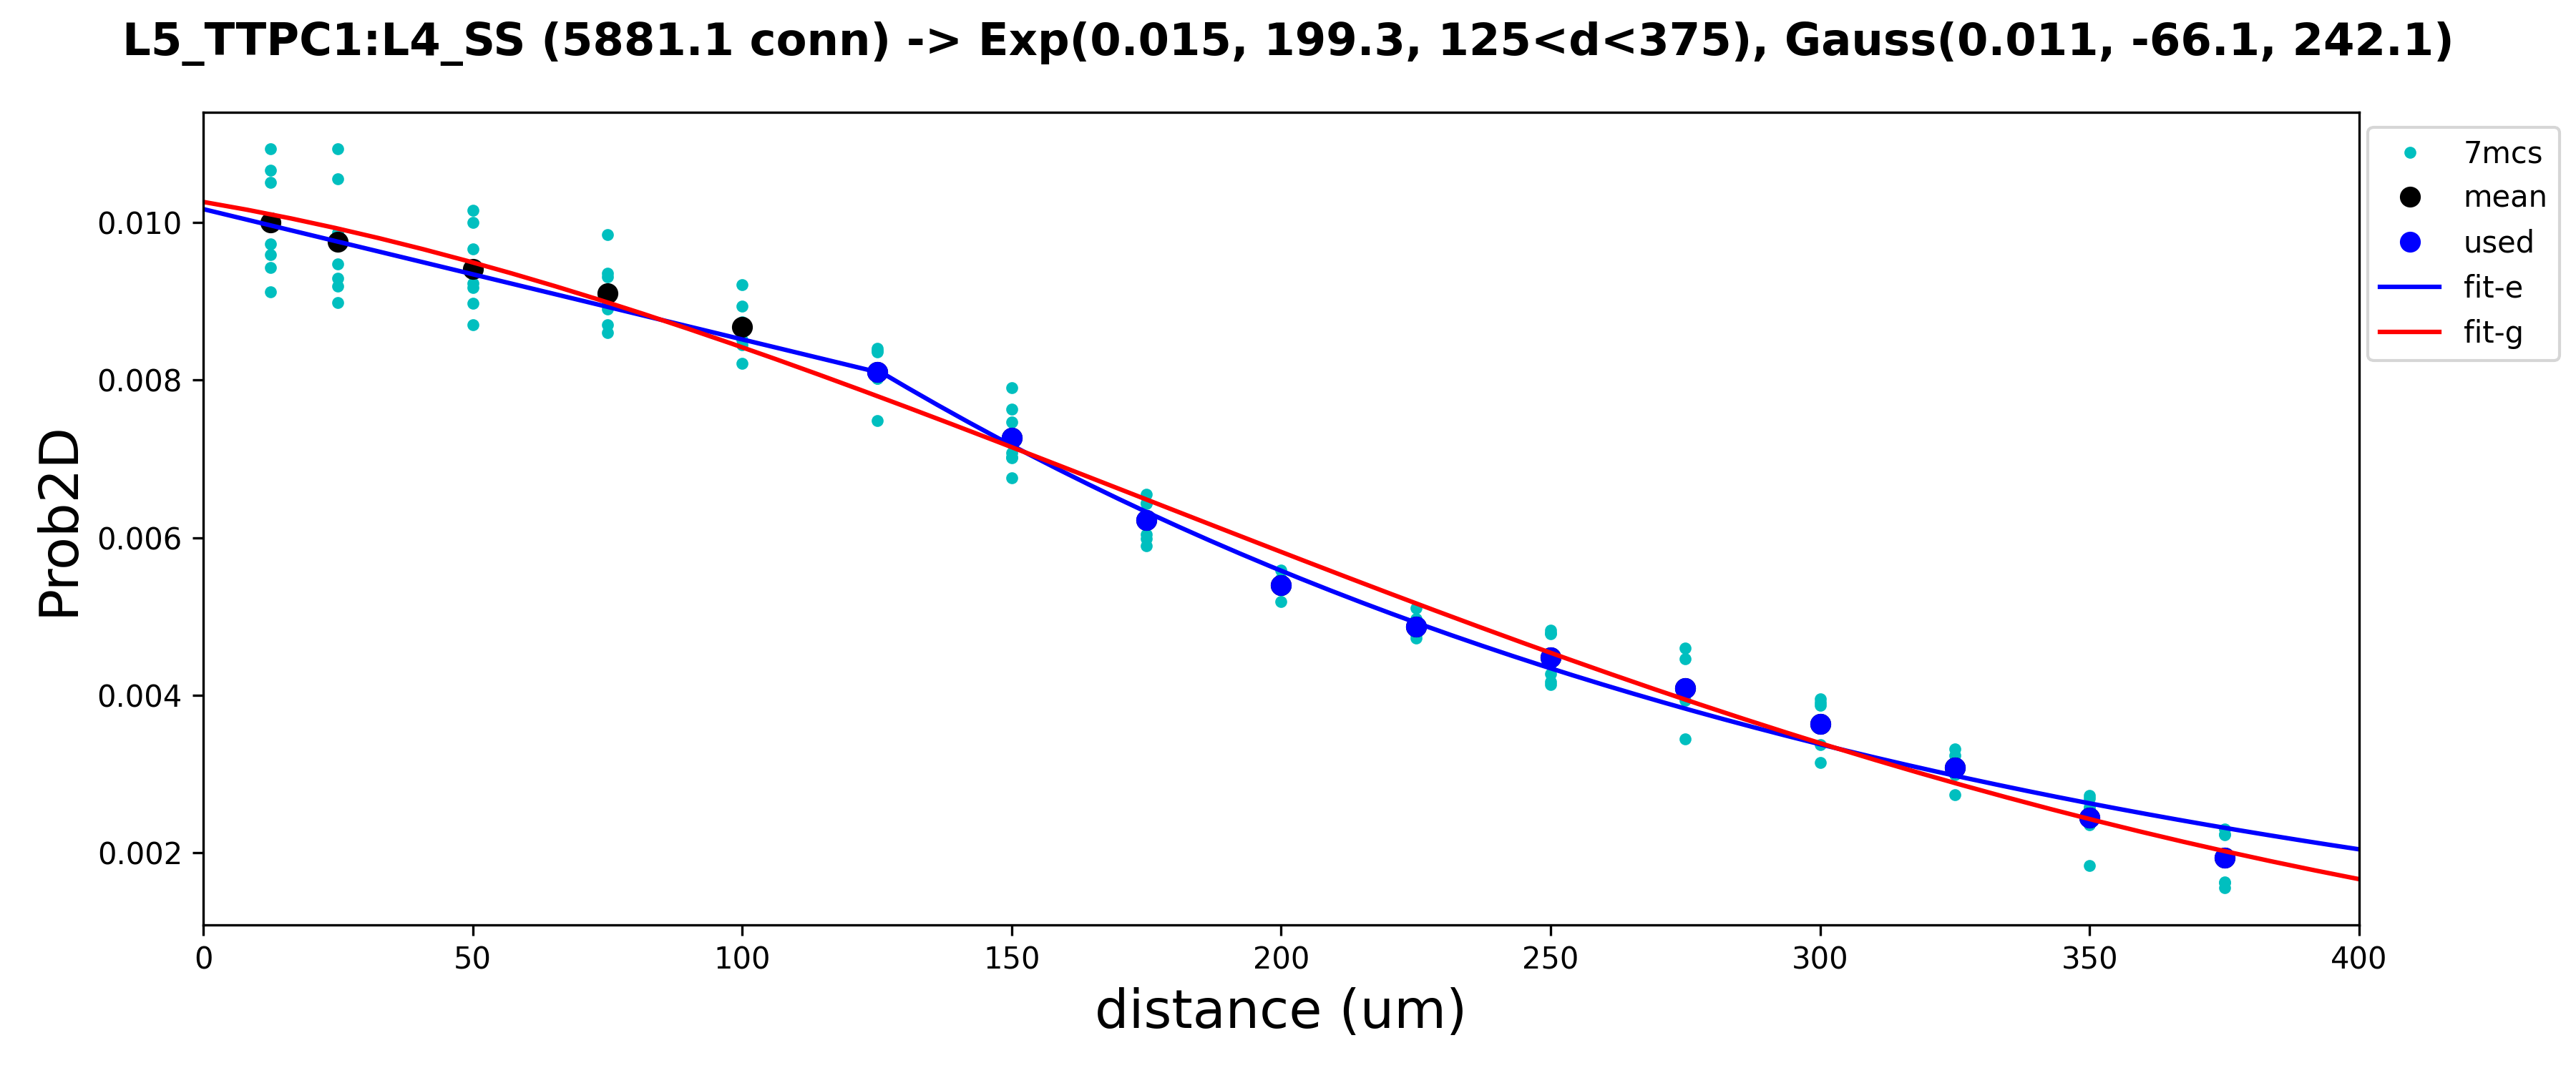 L5_TTPC1:L4_SS (5881.1 conn) -> Exp(0.015, 199.3, 125<d<375), Gauss(0.011, -66.1, 242.1)
7mcs
mean
used
fit-e
fit-g
Prob2D
0.010
0.008
0.006
0.004
0.002
0 50 100 150 200 250 300 350 400
distance (um)